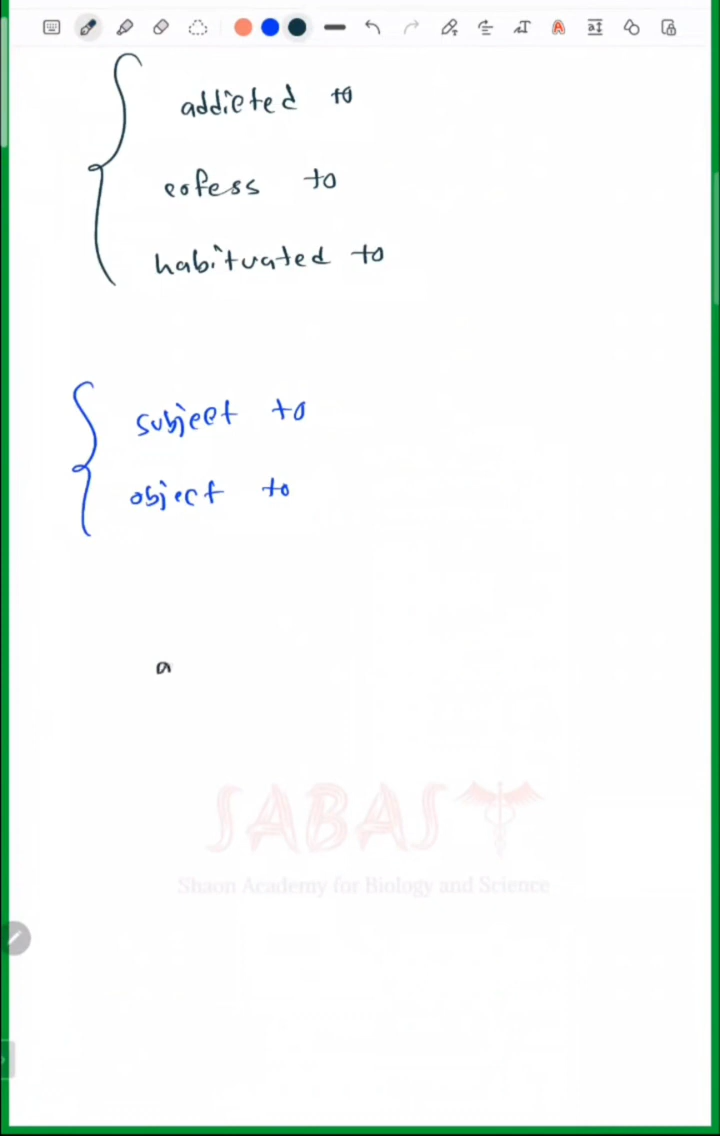 addicted to
cofess to
habituated to
subject to
object to
a
SABAS
Shaon Academy for Biology and Science